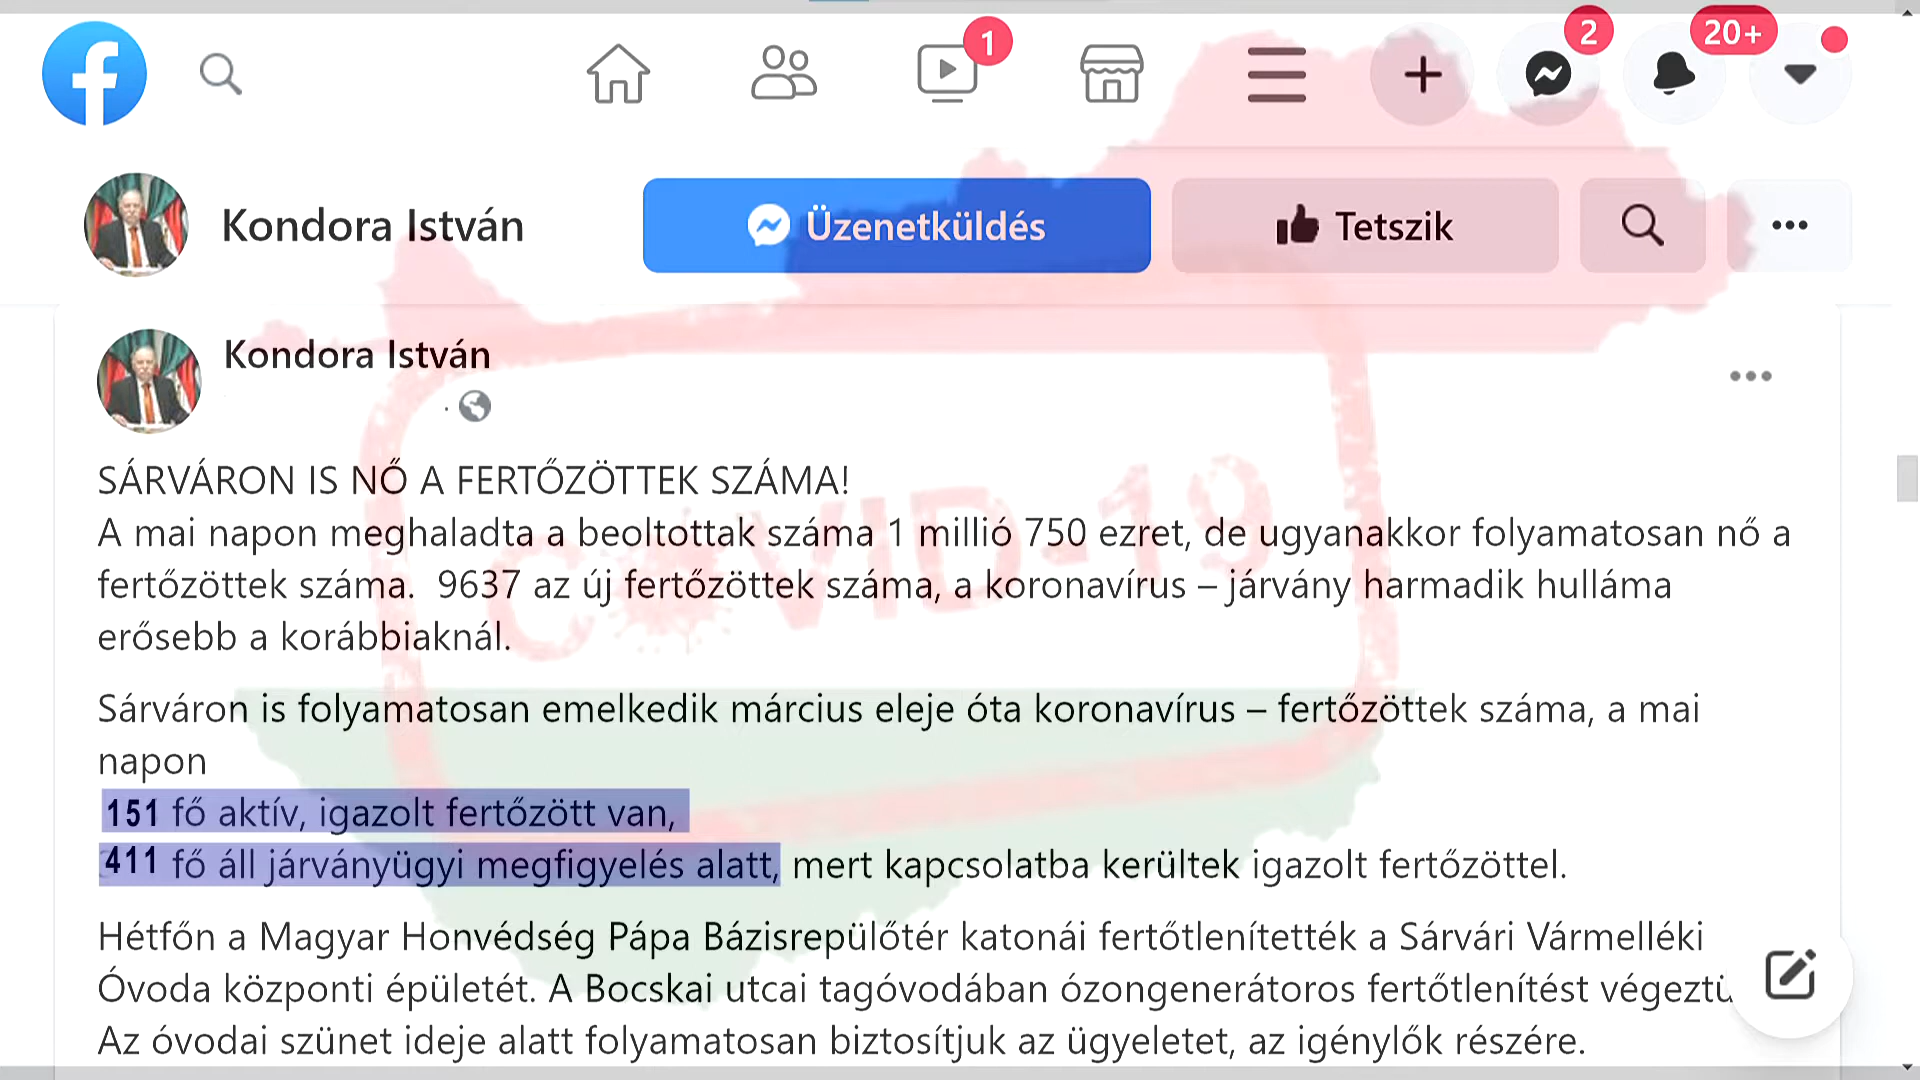 1
2
20+
Kondora István
Üzenetküldés
Tetszik
Kondora István
SÁRVÁRON IS NŐ A FERTŐZÖTTEK SZÁMA!
A mai napon meghaladta a beoltottak száma 1 millió 750 ezret, de ugyanakkor folyamatosan nő a
fertőzöttek száma. 9637 az új fertőzöttek száma, a koronavírus – járvány harmadik hulláma
erősebb a korábbiaknál.
COVID-19
Sárváron is folyamatosan emelkedik március eleje óta koronavírus – fertőzöttek száma, a mai
napon
151 fő aktív, igazolt fertőzött van,
411 fő áll járványügyi megfigyelés alatt, mert kapcsolatba kerültek igazolt fertőzöttel.
Hétfőn a Magyar Honvédség Pápa Bázisrepülőtér katonái fertőtlenítették a Sárvári Vármelléki
Óvoda központi épületét. A Bocskai utcai tagóvodában ózongenerátoros fertőtlenítést
Az óvodai szünet ideje alatt folyamatosan biztosítjuk az ügyeletet, az igénylők részére.